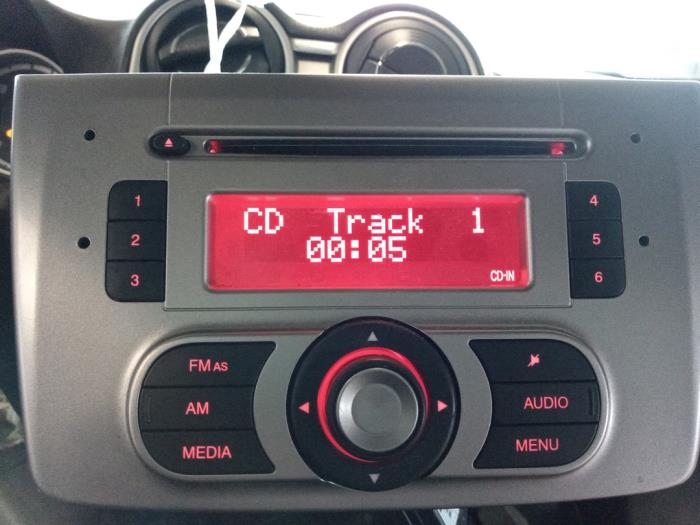 CD Track 1
00:05
CD-IN
1
2
3
4
5
6
FM AS
AM
MEDIA
AUDIO
MENU